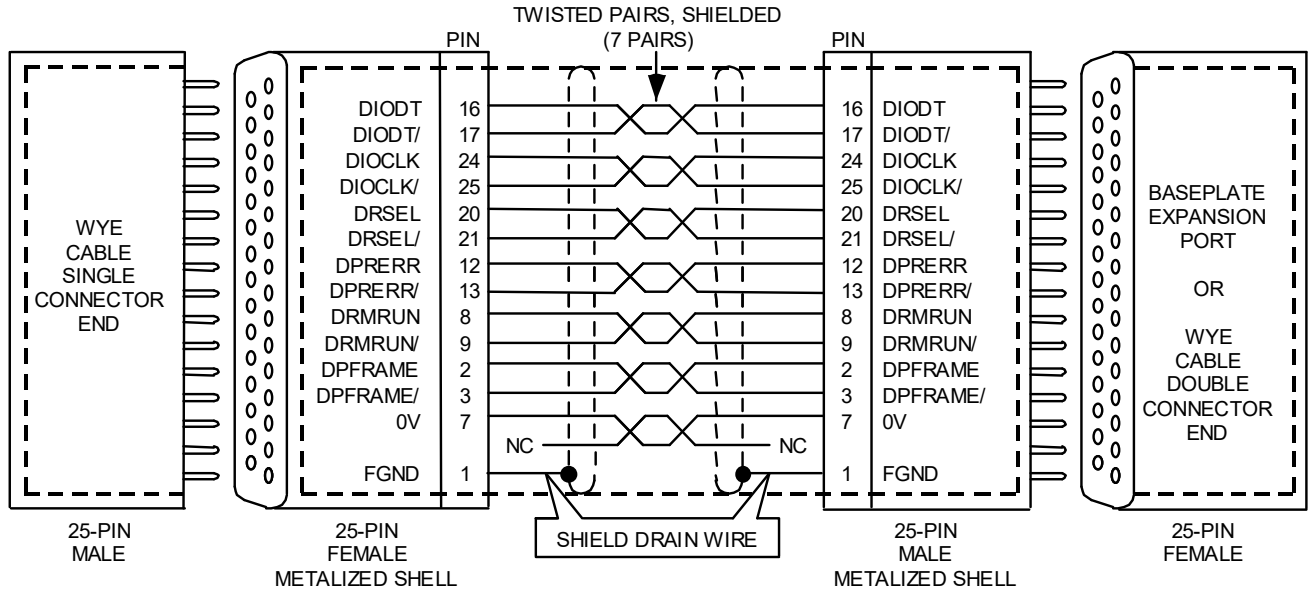 TWISTED PAIRS, SHIELDED
(7 PAIRS)
PIN
PIN
DIODT 16
16 DIODT
DIODT/ 17
17 DIODT/
DIOCLK 24
24 DIOCLK
DIOCLK/ 25
25 DIOCLK/
DRSEL 20
20 DRSEL
DRSEL/ 21
21 DRSEL/
DPRERR 12
12 DPRERR
DPRERR/ 13
13 DPRERR/
DRMRUN 8
8 DRMRUN
DRMRUN/ 9
9 DRMRUN/
DPFRAME 2
2 DPFRAME
DPFRAME/ 3
3 DPFRAME/
0V 7
7 0V
NC
NC
FGND 1
1 FGND
WYE
CABLE
SINGLE
CONNECTOR
END
BASEPLATE
EXPANSION
PORT
OR
WYE
CABLE
DOUBLE
CONNECTOR
END
SHIELD DRAIN WIRE
25-PIN
MALE
25-PIN
FEMALE
METALIZED SHELL
25-PIN
MALE
METALIZED SHELL
25-PIN
FEMALE